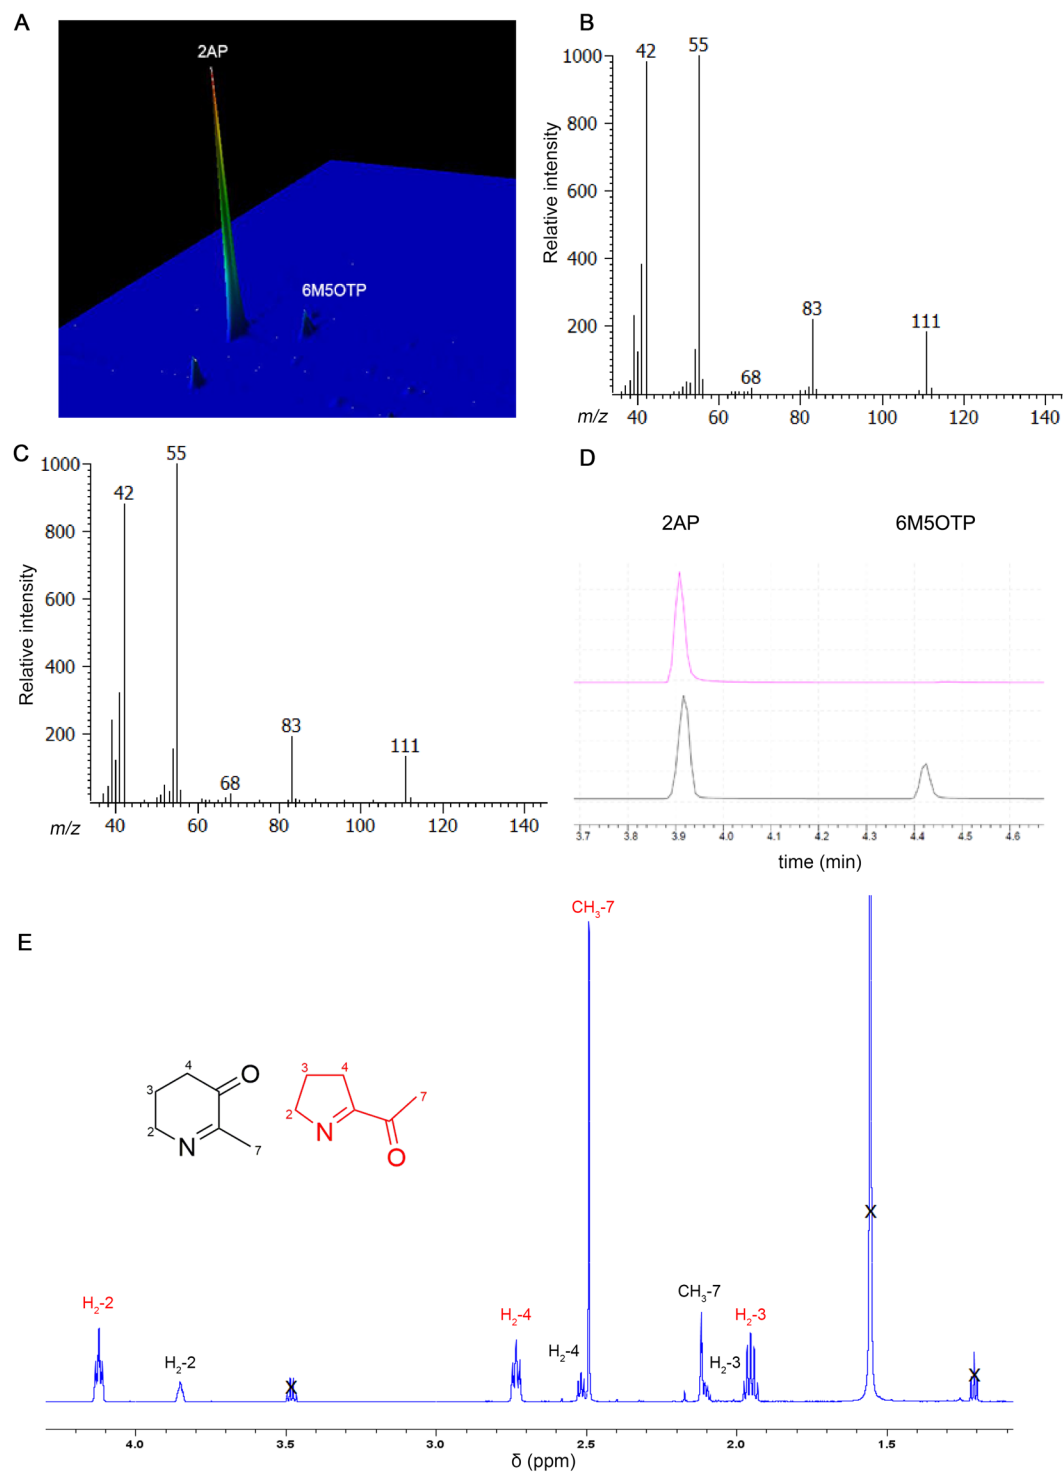 A
2AP
6M5OTP
B
1000
800
600
400
200
Relative intensity
42
55
68
83
111
m/z
40
60
80
100
120
140
C
1000
800
600
400
200
Relative intensity
42
55
68
83
111
m/z
40
60
80
100
120
140
D
2AP
6M5OTP
3.7 3.8 3.9 4.0 4.1 4.2 4.3 4.4 4.5 4.6
time (min)
E
CH3-7
4
3
2
N
O
7
3
4
2
N
O
7
H2-2
H2-2
X
H2-4
H2-4
CH3-7
H2-3
H2-3
X
X
4.0 3.5 3.0 2.5 2.0 1.5
δ (ppm)